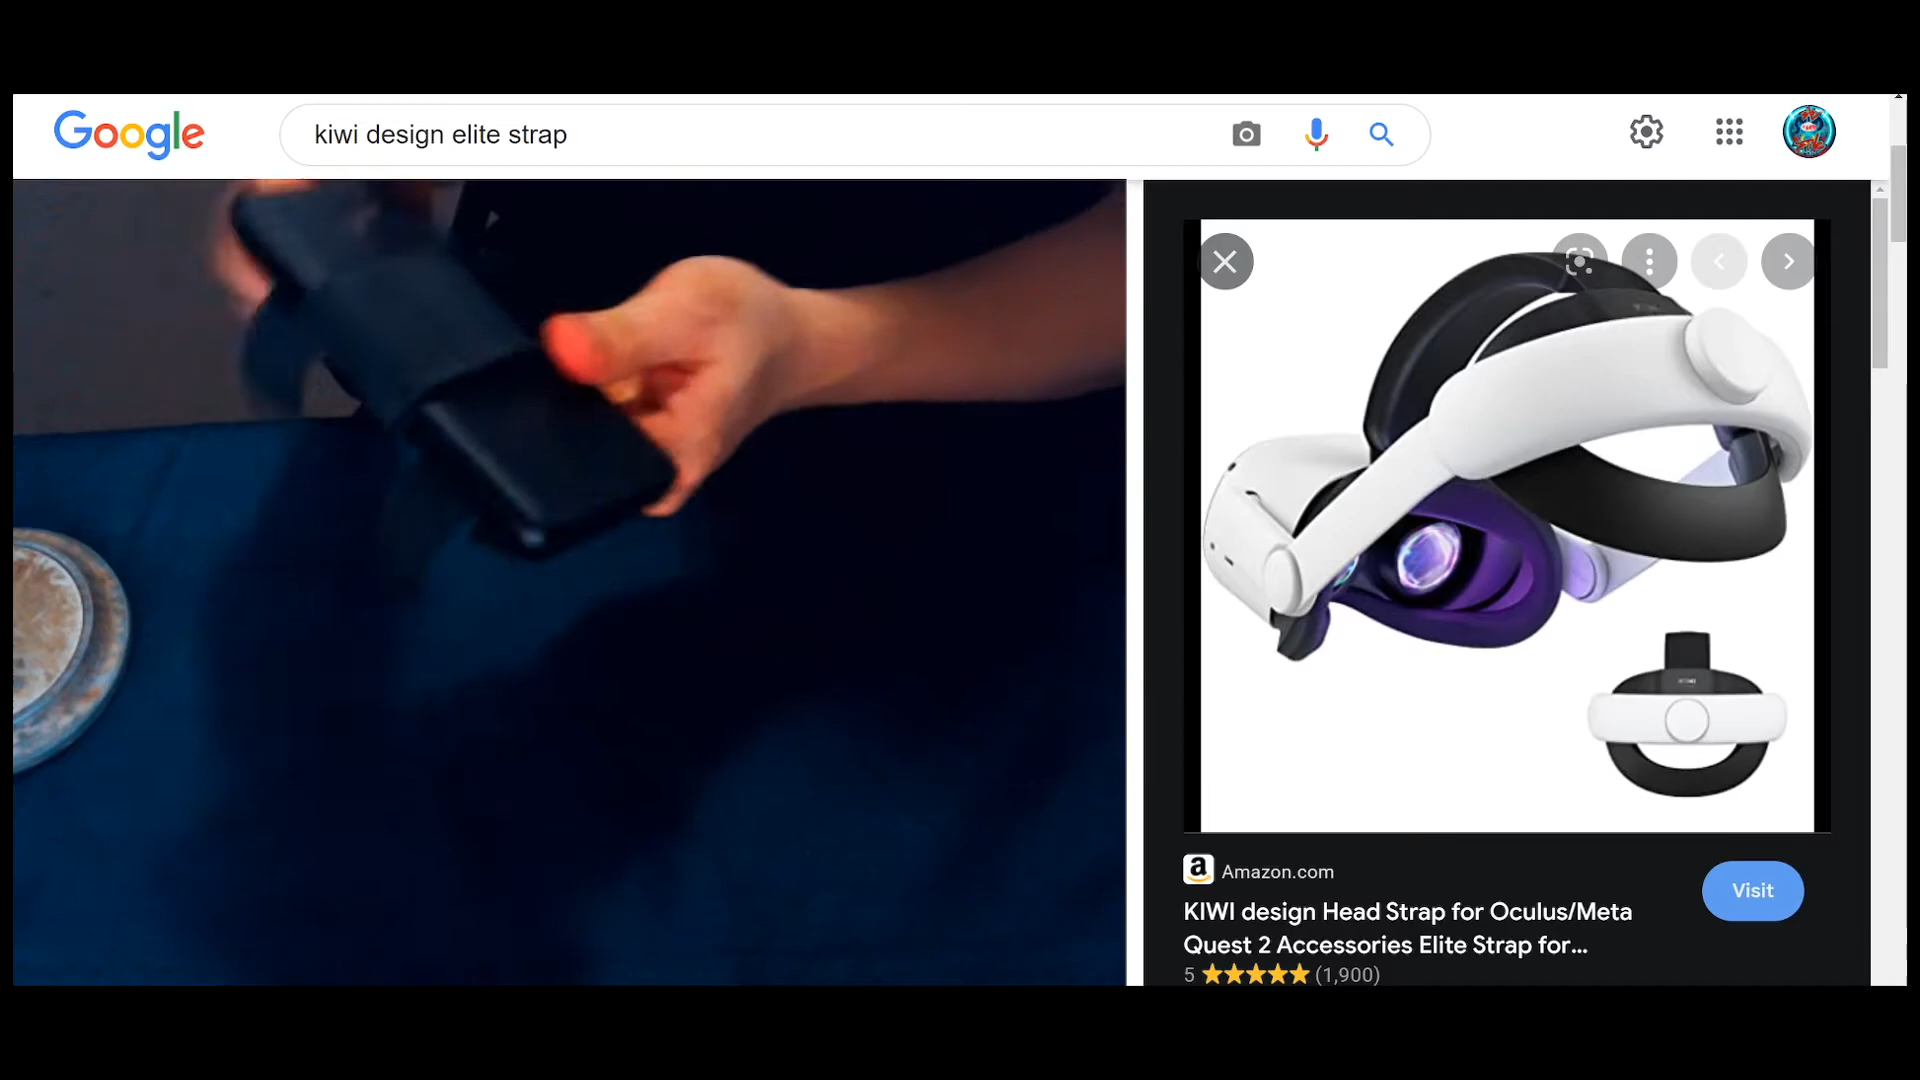 Google
kiwi design elite strap
Amazon.com
Visit
KIWI design Head Strap for Oculus/Meta
Quest 2 Accessories Elite Strap for...
5 (1,900)